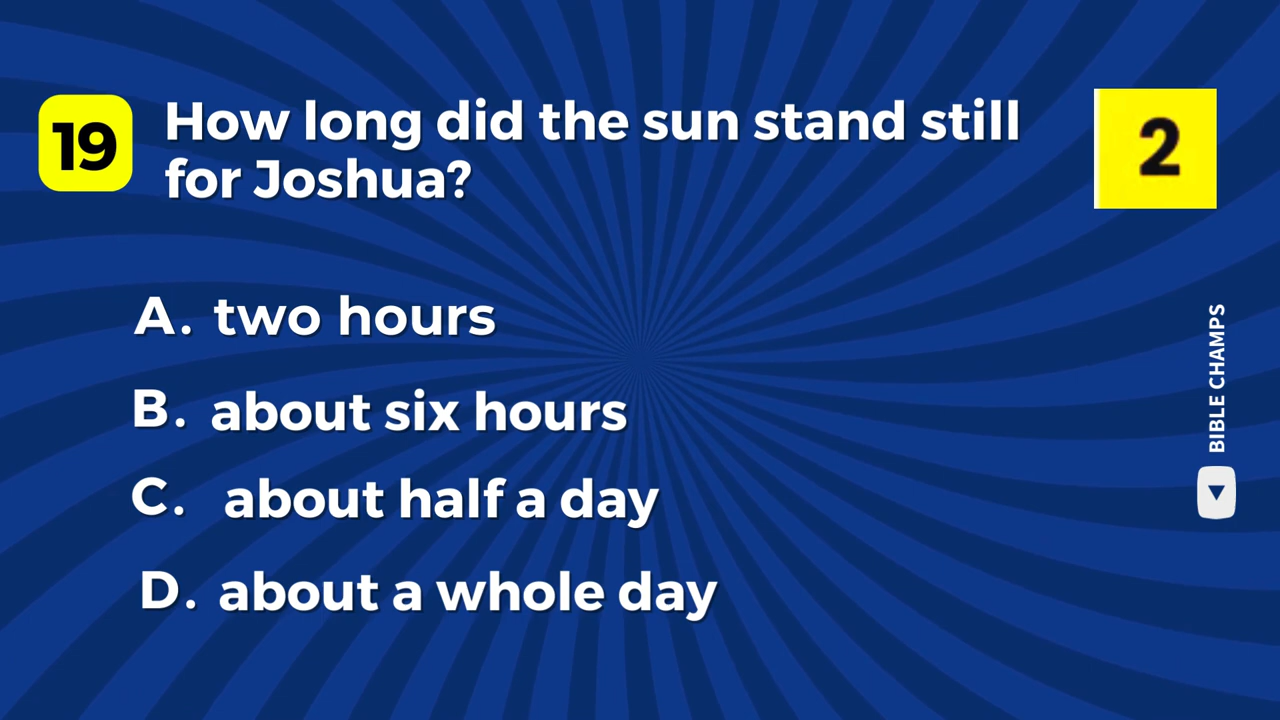 19
How long did the sun stand still
for Joshua?
2
A. two hours
B. about six hours
C. about half a day
D. about a whole day
BIBLE CHAMPS